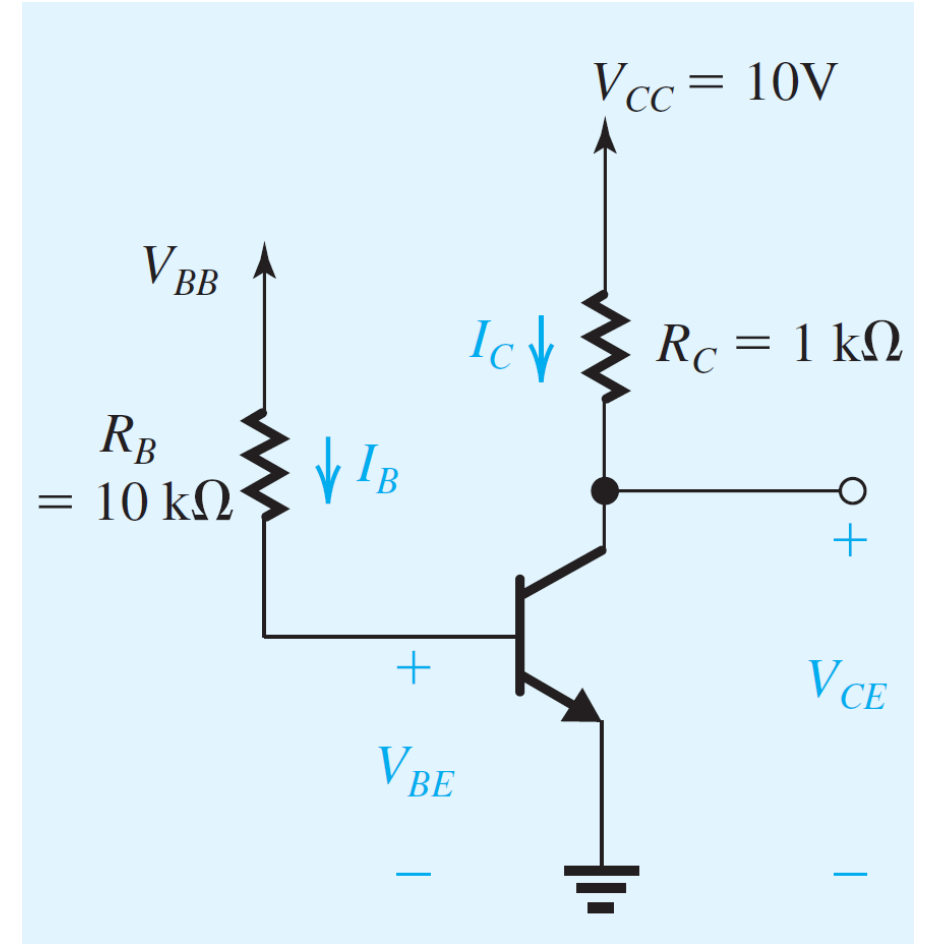 V_CC = 10V
V_BB
I_C
R_C = 1 kΩ
R_B
= 10 kΩ
I_B
+
+
V_CE
V_BE
−
−